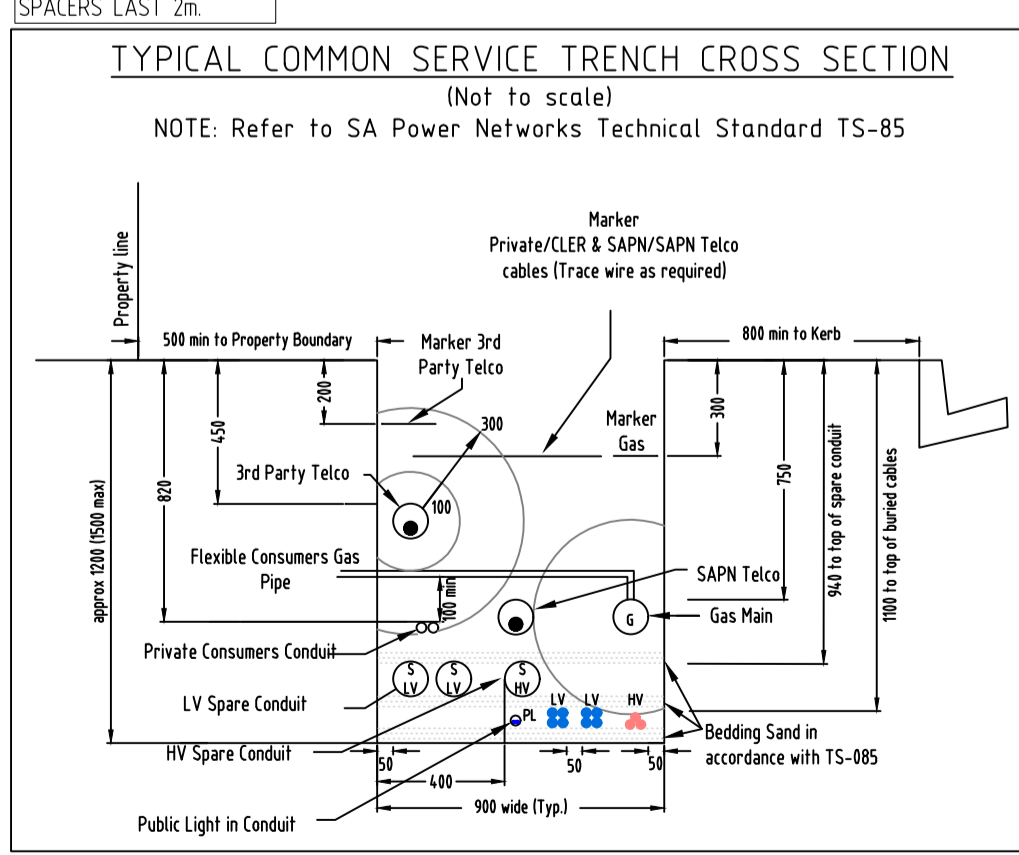 SPACERS LAST 2m.
TYPICAL COMMON SERVICE TRENCH CROSS SECTION
(Not to scale)
NOTE: Refer to SA Power Networks Technical Standard TS-85
Marker
Private/CLER & SAPN/SAPN Telco
cables (Trace wire as required)
Property line
500 min to Property Boundary
Marker 3rd
Party Telco
800 min to Kerb
200
450
820
approx 1200 (1500 max)
300
3rd Party Telco
100
Marker
Gas
300
750
940 to top of spare conduit
1100 to top of buried cables
Flexible Consumers Gas
Pipe
100 min
SAPN Telco
G
Gas Main
Private Consumers Conduit
S
LV
S
LV
S
HV
LV Spare Conduit
LV
LV
HV
PL
HV Spare Conduit
Bedding Sand in
accordance with TS-085
50
50
50
400
900 wide (Typ.)
Public Light in Conduit